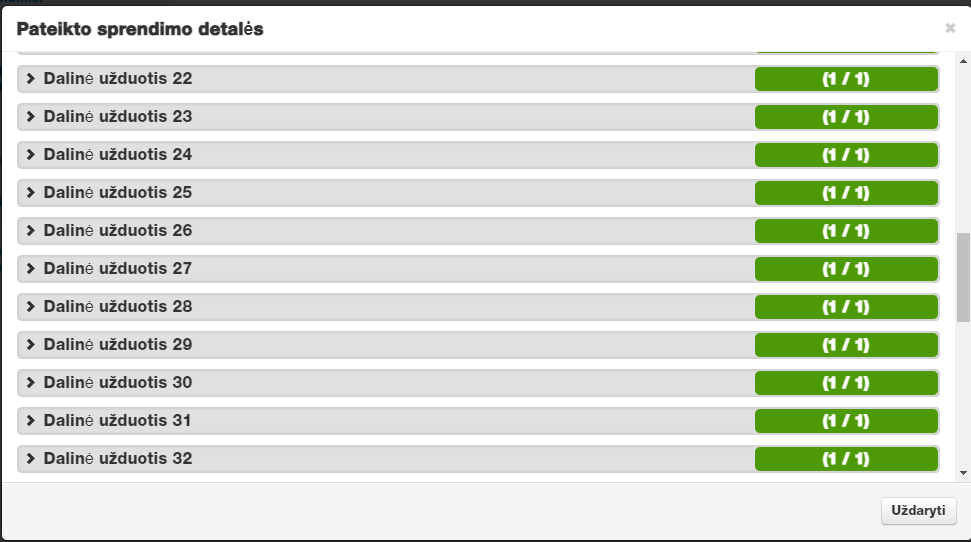 Pateikto sprendimo detalės
Dalinė užduotis 22 (1 / 1)
Dalinė užduotis 23 (1 / 1)
Dalinė užduotis 24 (1 / 1)
Dalinė užduotis 25 (1 / 1)
Dalinė užduotis 26 (1 / 1)
Dalinė užduotis 27 (1 / 1)
Dalinė užduotis 28 (1 / 1)
Dalinė užduotis 29 (1 / 1)
Dalinė užduotis 30 (1 / 1)
Dalinė užduotis 31 (1 / 1)
Dalinė užduotis 32 (1 / 1)
Uždaryti